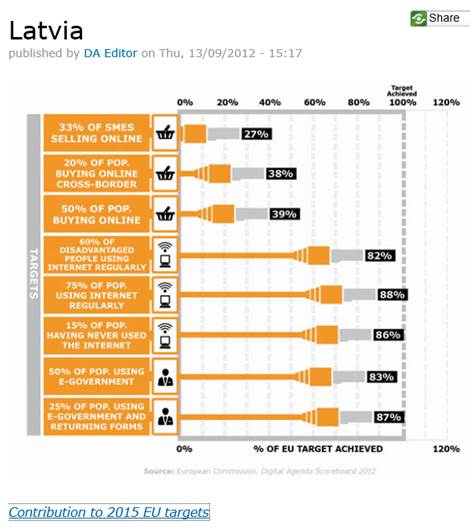 Share
Latvia
published by DA Editor on Thu, 13/09/2012 - 15:17
Target
Achieved
0% 20% 40% 60% 80% 100% 120%
TARGETS
33% OF SMES
SELLING ONLINE
27%
20% OF POP.
BUYING ONLINE
CROSS-BORDER
38%
50% OF POP.
BUYING ONLINE
39%
60% OF
DISADVANTAGED
PEOPLE USING
INTERNET REGULARLY
82%
75% OF POP.
USING INTERNET
REGULARLY
88%
15% OF POP.
HAVING NEVER USED
THE INTERNET
86%
50% OF POP. USING
E-GOVERNMENT
83%
25% OF POP. USING
E-GOVERNMENT AND
RETURNING FORMS
87%
0% % OF EU TARGET ACHIEVED 120%
Source: European Commission, Digital Agenda Scoreboard 2012
Contribution to 2015 EU targets